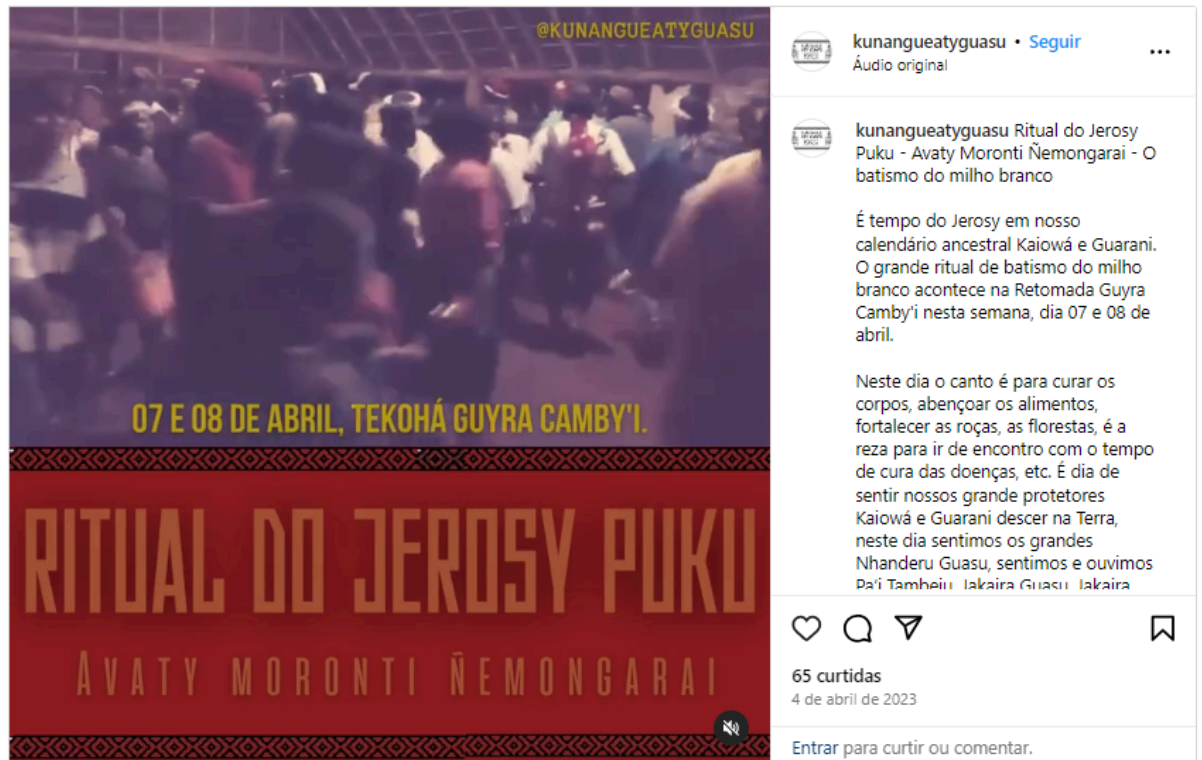 @KUNANGUEATYGUASU
07 E 08 DE ABRIL, TEKOHÁ GUYRA CAMBY'I.
RITUAL DO JEROSY PUKU
AVATY MORONTI ÑEMONGARAI
kunangueatyguasu • Seguir
Áudio original
kunangueatyguasu Ritual do Jerosy
Puku - Avaty Moronti Ñemongarai - O
batismo do milho branco
É tempo do Jerosy em nosso
calendário ancestral Kaiowá e Guarani.
O grande ritual de batismo do milho
branco acontece na Retomada Guyra
Camby'i nesta semana, dia 07 e 08 de
abril.
Neste dia o canto é para curar os
corpos, abençoar os alimentos,
fortalecer as roças, as florestas, é a
reza para ir de encontro com o tempo
de cura das doenças, etc. É dia de
sentir nossos grande protetores
Kaiowá e Guarani descer na Terra,
neste dia sentimos os grandes
Nhanderu Guasu, sentimos e ouvimos
Pa'i Tambeju, Jakaira Guasu, Jakaira
65 curtidas
4 de abril de 2023
Entrar para curtir ou comentar.